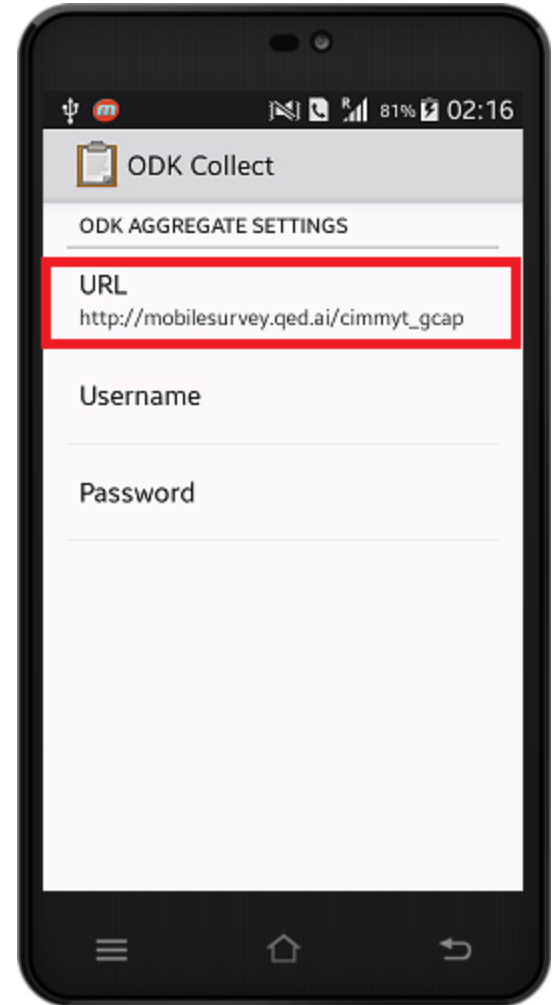 m
R 81% 02:16
ODK Collect
ODK AGGREGATE SETTINGS
URL
http://mobilesurvey.qed.ai/cimmyt_gcap
Username
Password